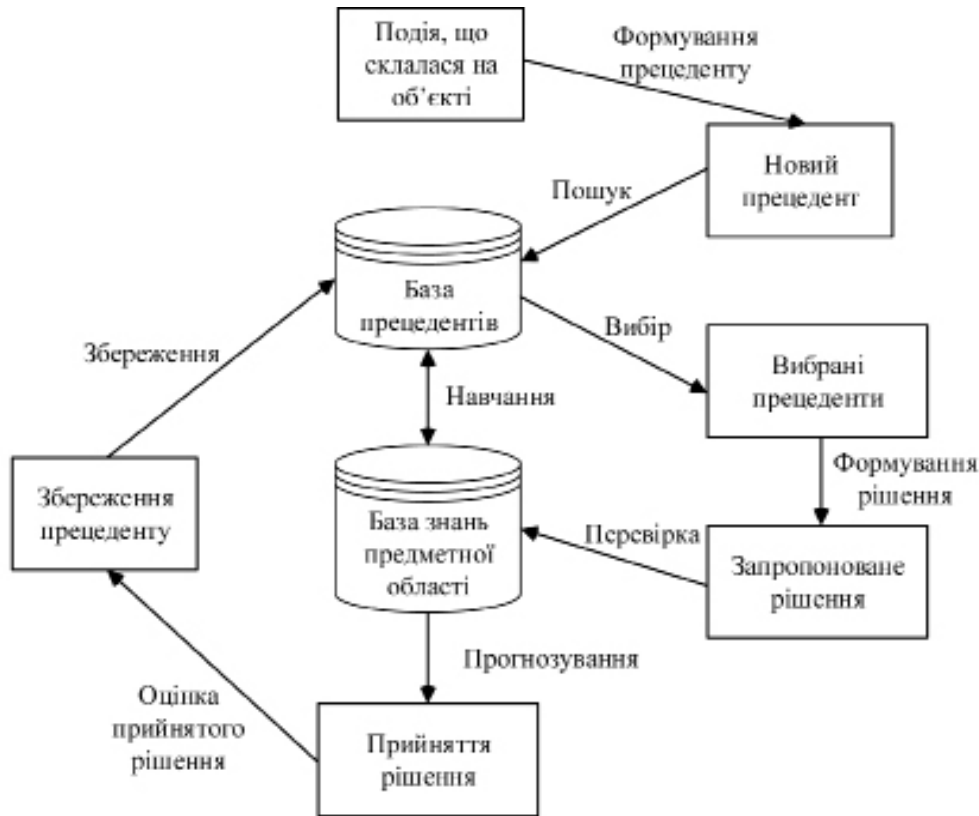 Подія, що
склалася на
об’єкті
Формування
прецеденту
Новий
прецедент
Пошук
База
прецедентів
Вибір
Збереження
Вибрані
прецеденти
Навчання
Формування
рішення
Збереження
прецеденту
База знань
предметної
області
Перевірка
Запропоноване
рішення
Прогнозування
Оцінка
прийнятого
рішення
Прийняття
рішення